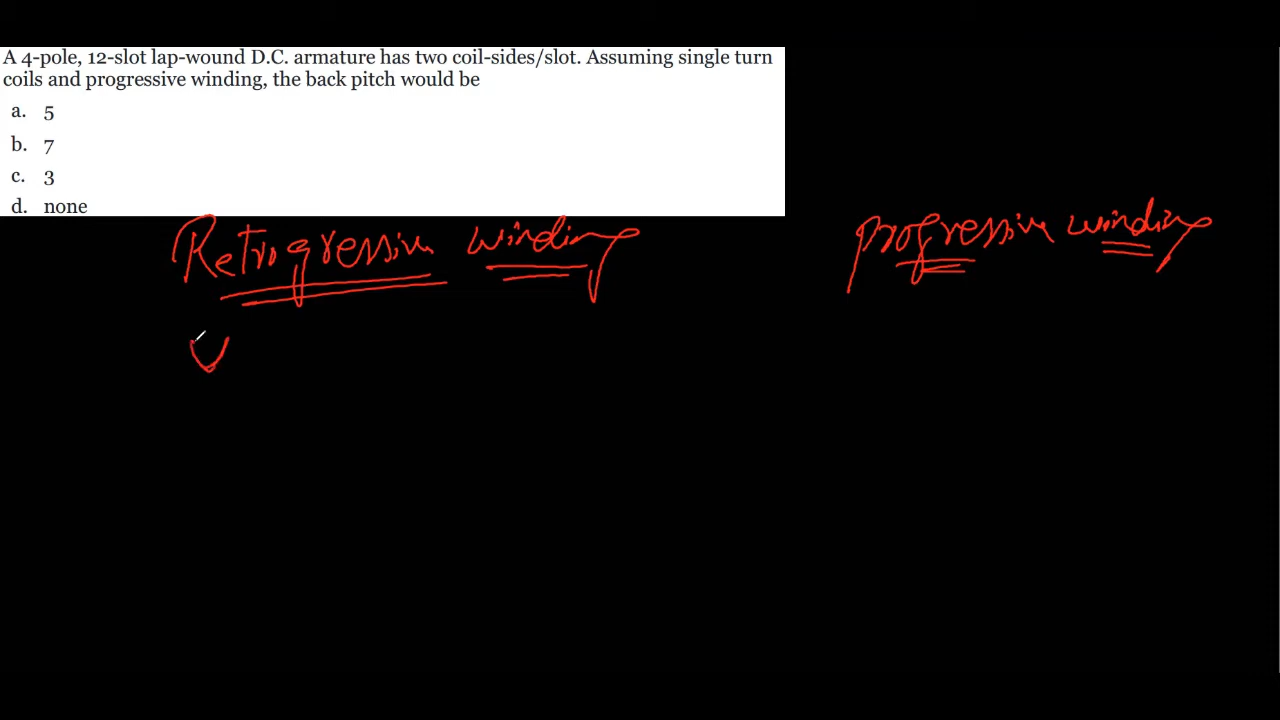 A 4-pole, 12-slot lap-wound D.C. armature has two coil-sides/slot. Assuming single turn
coils and progressive winding, the back pitch would be
a. 5
b. 7
c. 3
d. none
Retrogressive winding
progressive winding